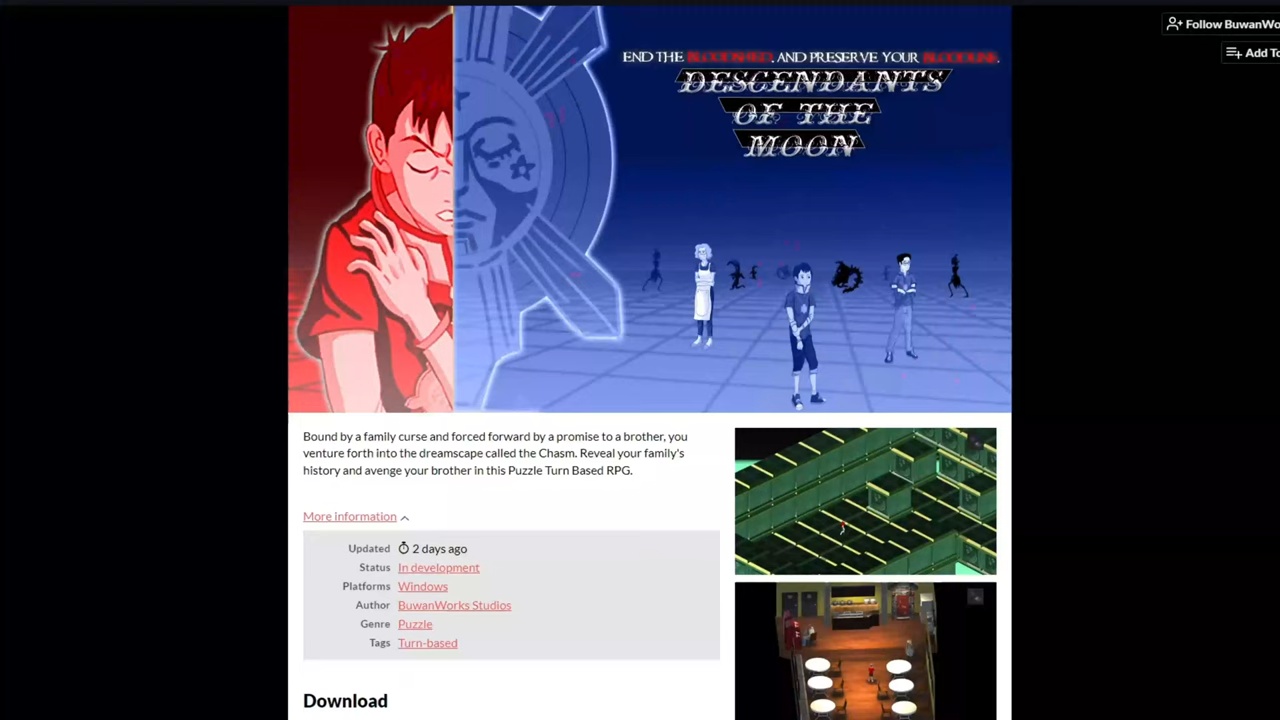 Follow BuwanWo
Add To
END THE BLOODSHED, AND PRESERVE YOUR BLOODLINE.
DESCENDANTS
OF THE
MOON
Bound by a family curse and forced forward by a promise to a brother, you
venture forth into the dreamscape called the Chasm. Reveal your family's
history and avenge your brother in this Puzzle Turn Based RPG.
More information
Updated 2 days ago
Status In development
Platforms Windows
Author BuwanWorks Studios
Genre Puzzle
Tags Turn-based
Download